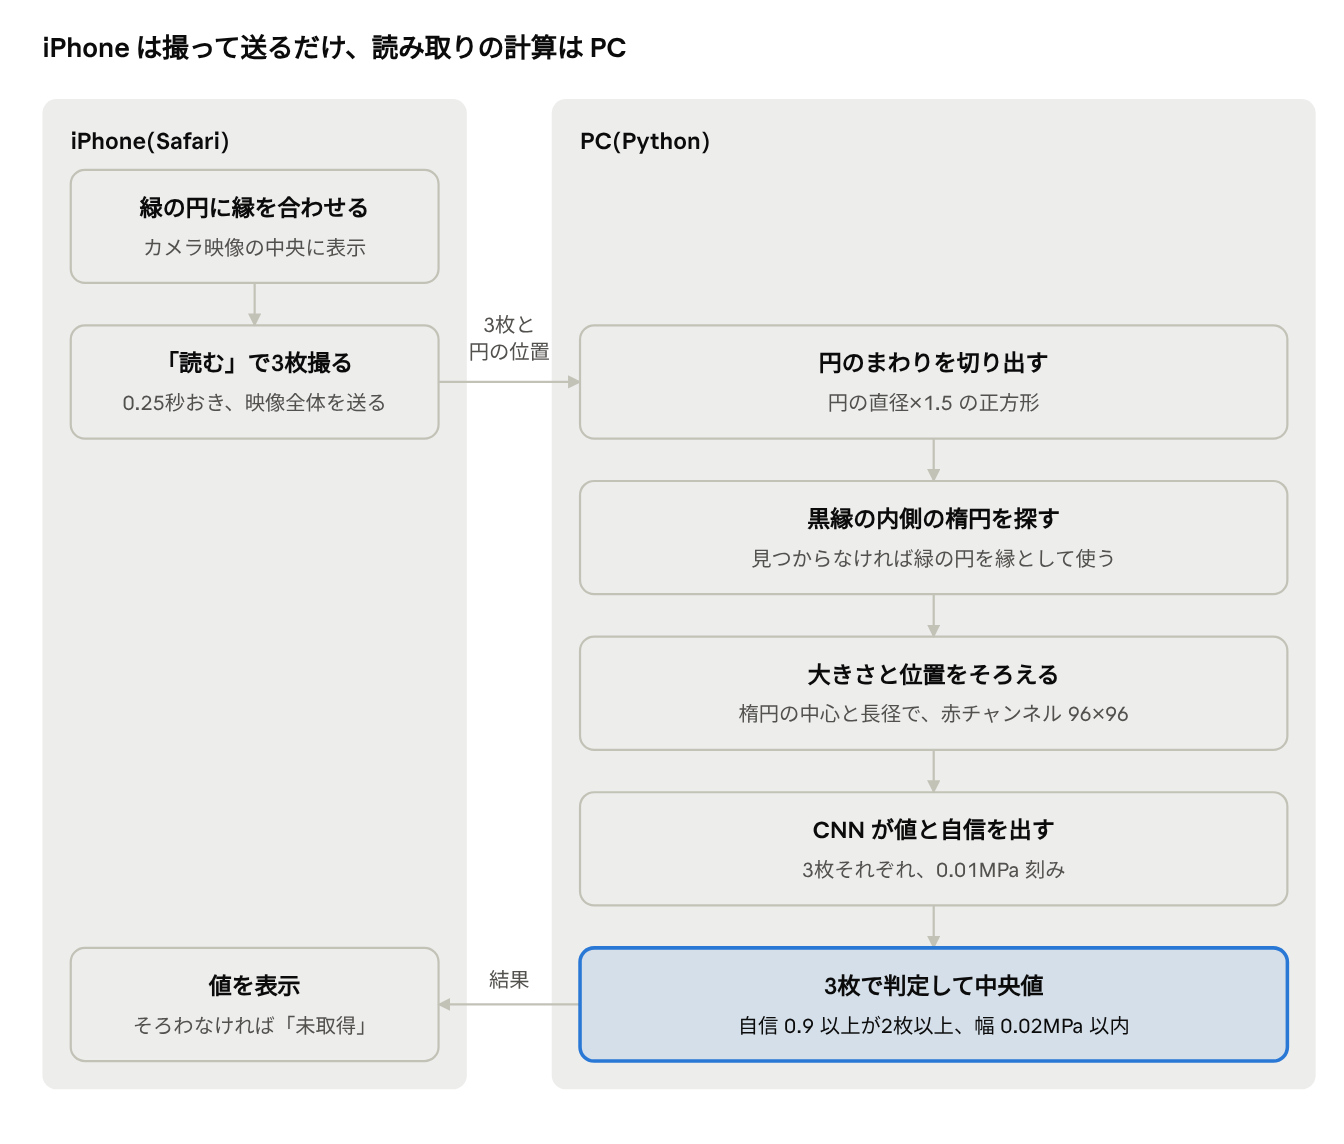 iPhone は撮って送るだけ、読み取りの計算は PC
iPhone(Safari)
緑の円に縁を合わせる
カメラ映像の中央に表示
「読む」で3枚撮る
0.25秒おき、映像全体を送る
3枚と
円の位置
PC(Python)
円のまわりを切り出す
円の直径×1.5 の正方形
黒縁の内側の楕円を探す
見つからなければ緑の円を縁として使う
大きさと位置をそろえる
楕円の中心と長径で、赤チャンネル 96×96
CNN が値と自信を出す
3枚それぞれ、0.01MPa 刻み
3枚で判定して中央値
自信 0.9 以上が2枚以上、幅 0.02MPa 以内
結果
値を表示
そろわなければ「未取得」